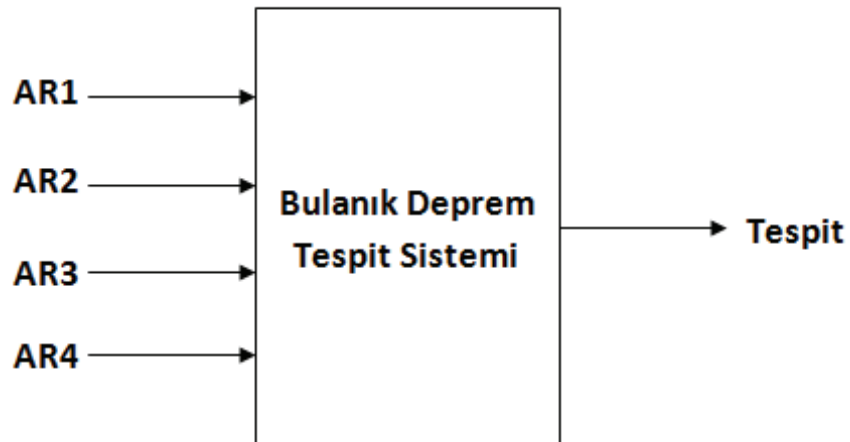 AR1
AR2
AR3
AR4
Bulanık Deprem
Tespit Sistemi
Tespit